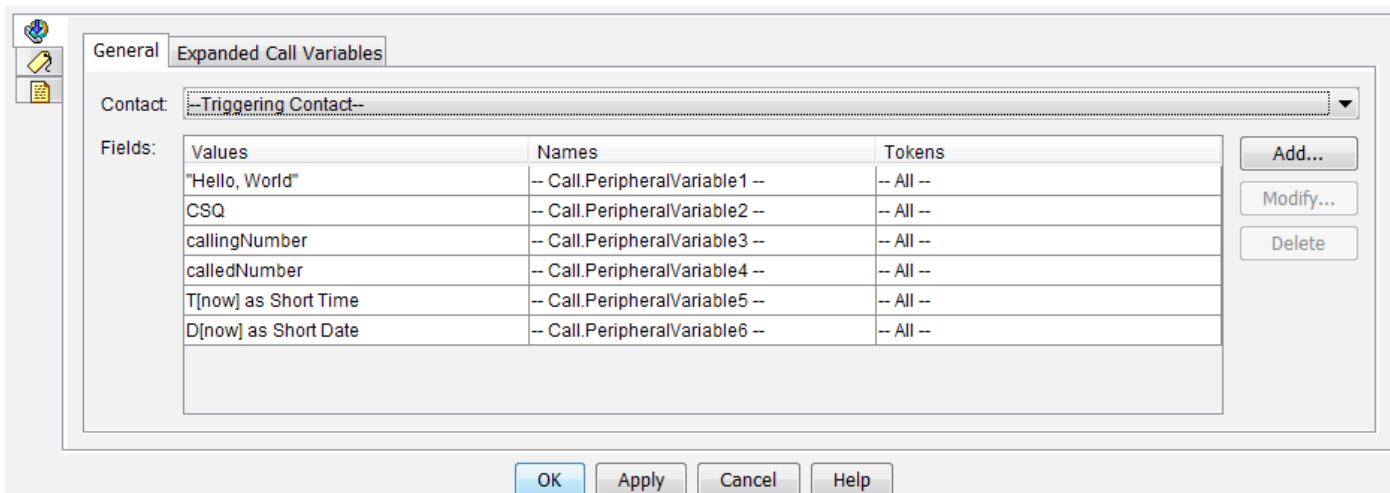 General Expanded Call Variables
Contact: --Triggering Contact--
Fields: Values Names Tokens Add...
"Hello, World" -- Call.PeripheralVariable1 -- -- All --
CSQ -- Call.PeripheralVariable2 -- -- All -- Modify...
callingNumber -- Call.PeripheralVariable3 -- -- All -- Delete
calledNumber -- Call.PeripheralVariable4 -- -- All --
T[now] as Short Time -- Call.PeripheralVariable5 -- -- All --
D[now] as Short Date -- Call.PeripheralVariable6 -- -- All --
OK Apply Cancel Help